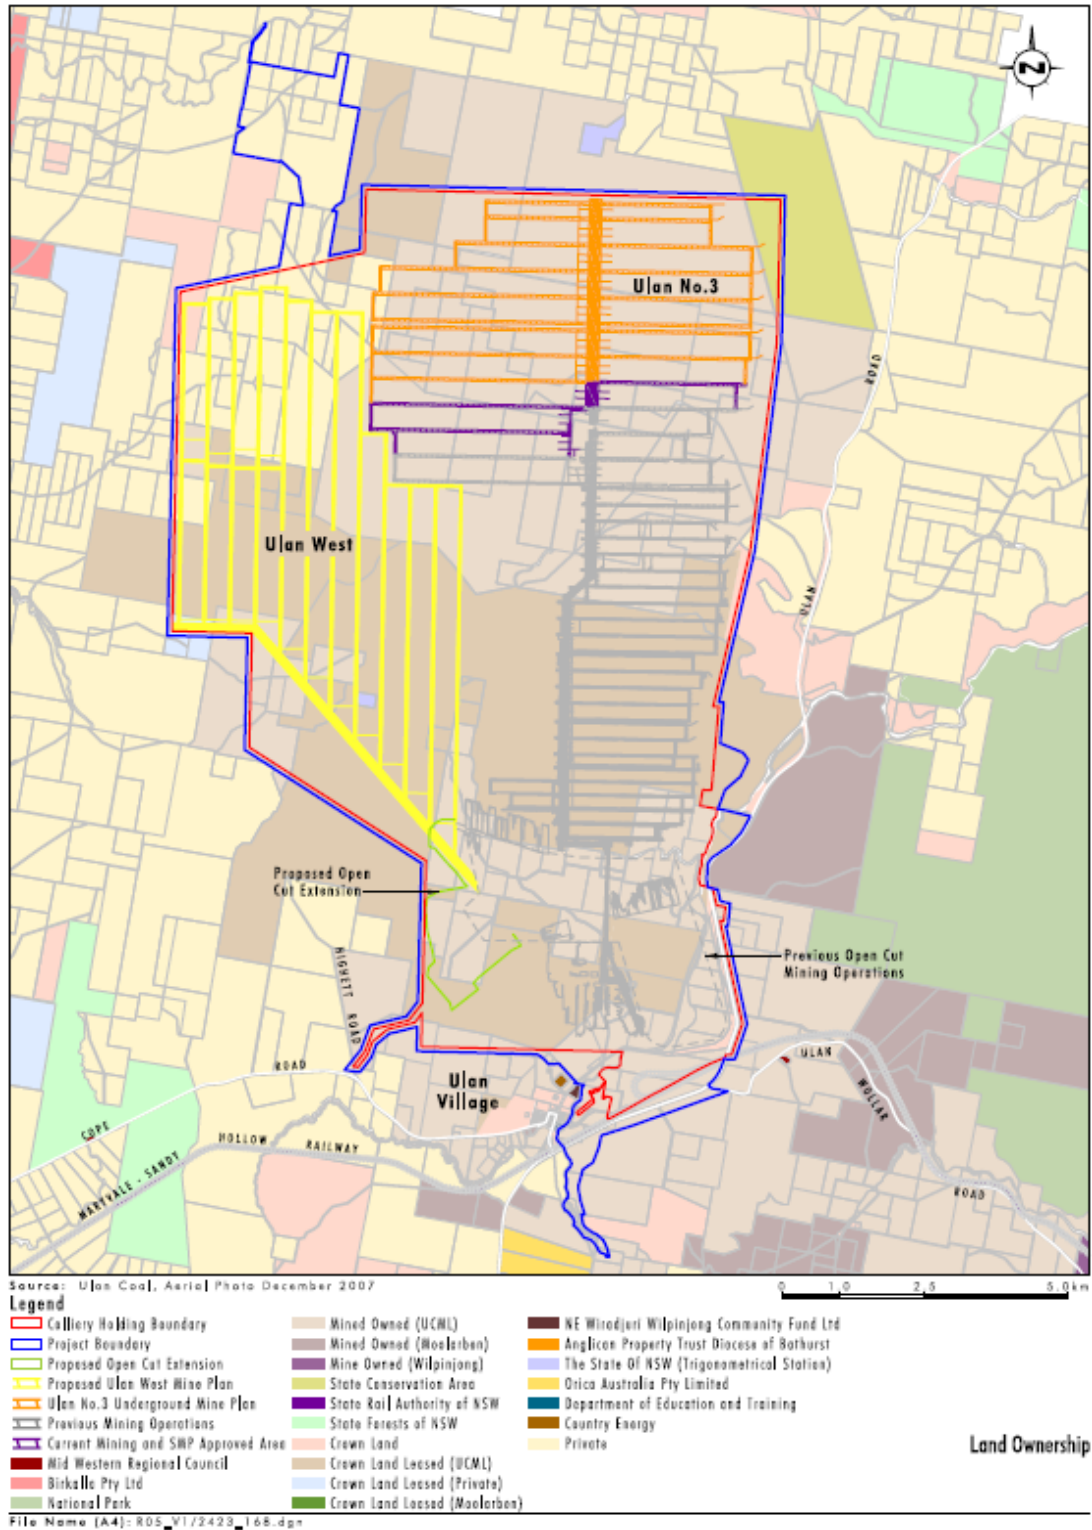 N
Ulan No.3
ROAD
Ulan West
ULAN
Proposed Open
Cut Extension
Previous Open Cut
Mining Operations
HIGHETT ROAD
ROAD
ULAN
Ulan
Village
WOLLAR
COPE
HOLLOW
RAILWAY
MARYVALE - SANDY
ROAD
Source: Ulan Coal, Aerial Photo December 2007
0 1.0 2.5 5.0km
Legend
Colliery Holding Boundary
Project Boundary
Proposed Open Cut Extension
Proposed Ulan West Mine Plan
Ulan No.3 Underground Mine Plan
Previous Mining Operations
Current Mining and SMP Approved Area
Mid Western Regional Council
Birkalla Pty Ltd
National Park
Mined Owned (UCML)
Mined Owned (Moolarben)
Mine Owned (Wilpinjong)
State Conservation Area
State Rail Authority of NSW
State Forests of NSW
Crown Land
Crown Land Leased (UCML)
Crown Land Leased (Private)
Crown Land Leased (Moolarben)
NE Wiradjuri Wilpinjong Community Fund Ltd
Anglican Property Trust Diocese of Bathurst
The State Of NSW (Trigonometrical Station)
Orica Australia Pty Limited
Department of Education and Training
Country Energy
Private
Land Ownership
File Name (A4): R05_V1/2423_168.dgn